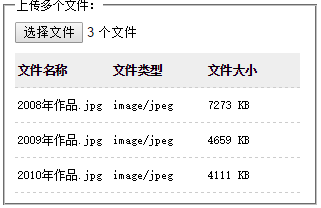 上传多个文件：
选择文件 3 个文件
文件名称 文件类型 文件大小
2008年作品.jpg image/jpeg 7273 KB
2009年作品.jpg image/jpeg 4659 KB
2010年作品.jpg image/jpeg 4111 KB